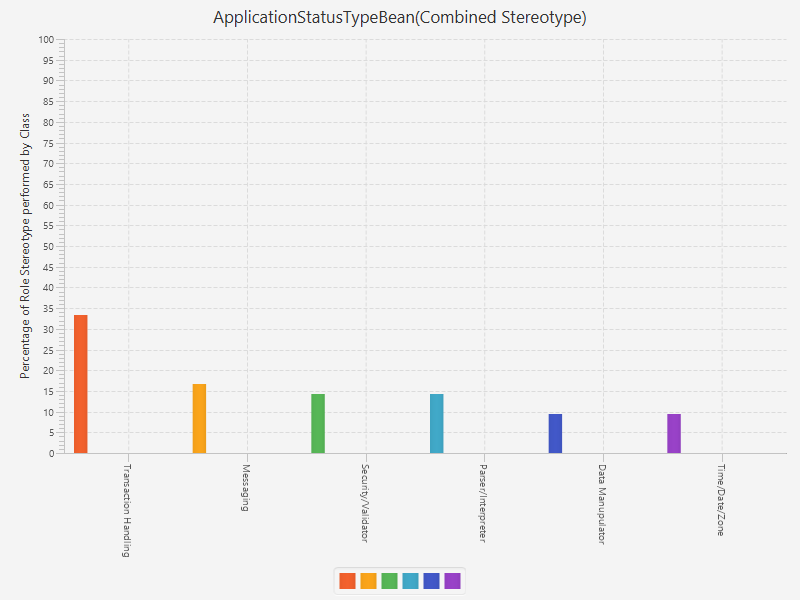 ApplicationStatusTypeBean(Combined Stereotype)
Percentage of Role Stereotype performed by Class
100
95
90
85
80
75
70
65
60
55
50
45
40
35
30
25
20
15
10
5
0
Transaction Handling
Messaging
Security/Validator
Parser/Interpreter
Data Manupulator
Time/Date/Zone